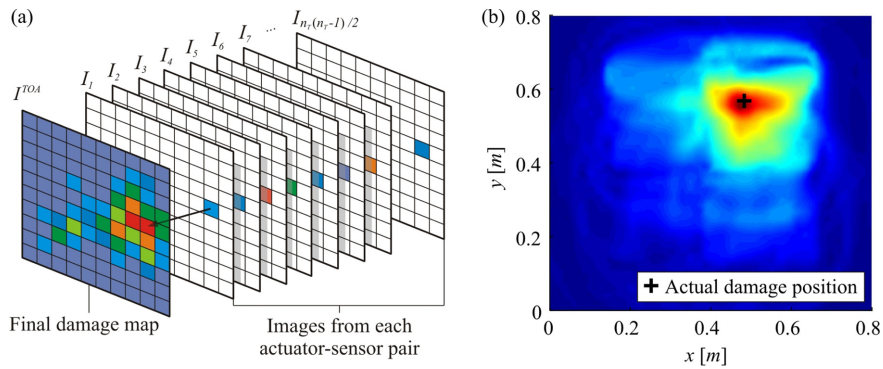 (a)
I_{n_T(n_T-1)/2}
...
I_7
I_6
I_5
I_4
I_3
I_2
I_1
I^{TOA}
Final damage map
Images from each
actuator-sensor pair
(b)
0.8
0.6
0.4
0.2
0
y [m]
Actual damage position
0 0.2 0.4 0.6 0.8
x [m]